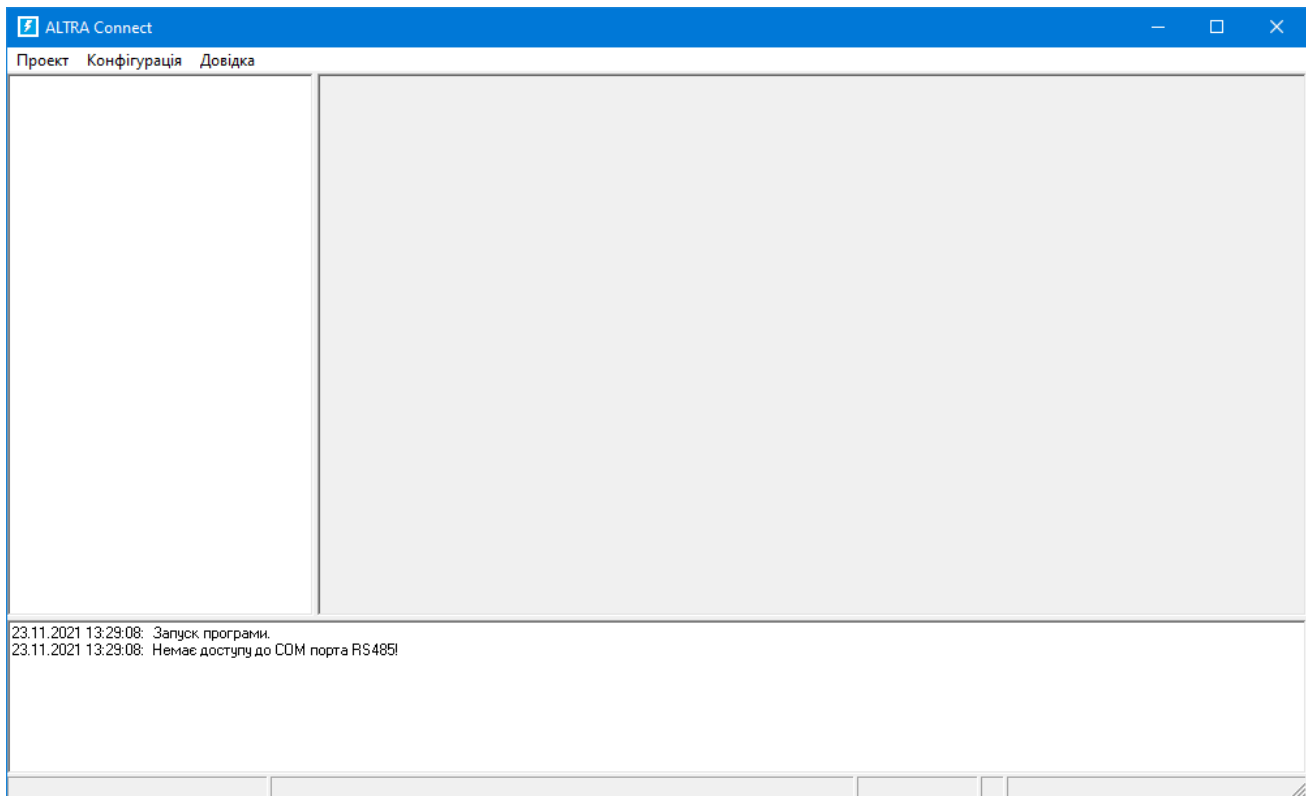 ALTRA Connect
Проект Конфігурація Довідка
23.11.2021 13:29:08: Запуск програми.
23.11.2021 13:29:08: Немає доступу до COM порта RS485!